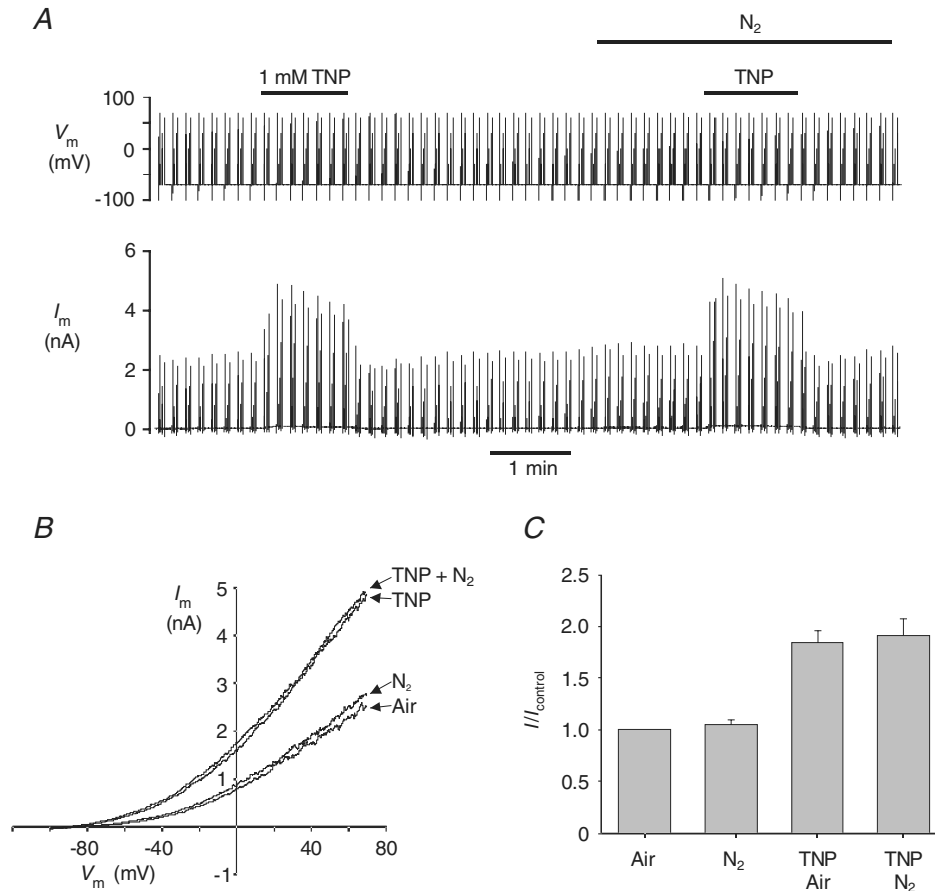 A
N2
1 mM TNP
TNP
100
Vm
0
(mV)
-100
6
4
Im
(nA)
2
0
1 min
B
C
Im
(nA)
5
4
3
2
1
-1
TNP + N2
TNP
N2
Air
-80
-40
40
80
Vm (mV)
2.5
2.0
1.5
1.0
0.5
0
I/Icontrol
Air
N2
TNP
Air
TNP
N2